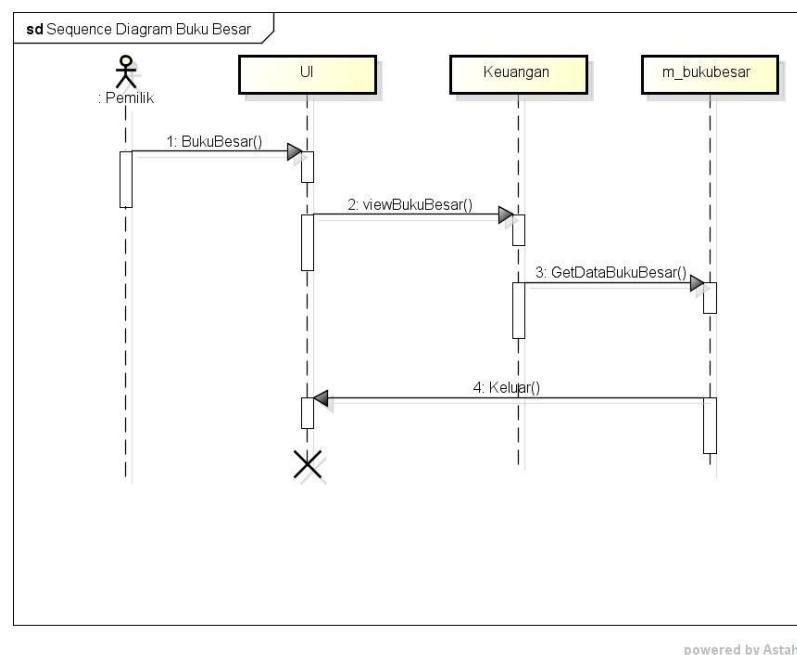 sd Sequence Diagram Buku Besar
: Pemilik
UI
Keuangan
m_bukubesar
1: BukuBesar()
2: viewBukuBesar()
3: GetDataBukuBesar()
4: Keluar()
powered by Astah